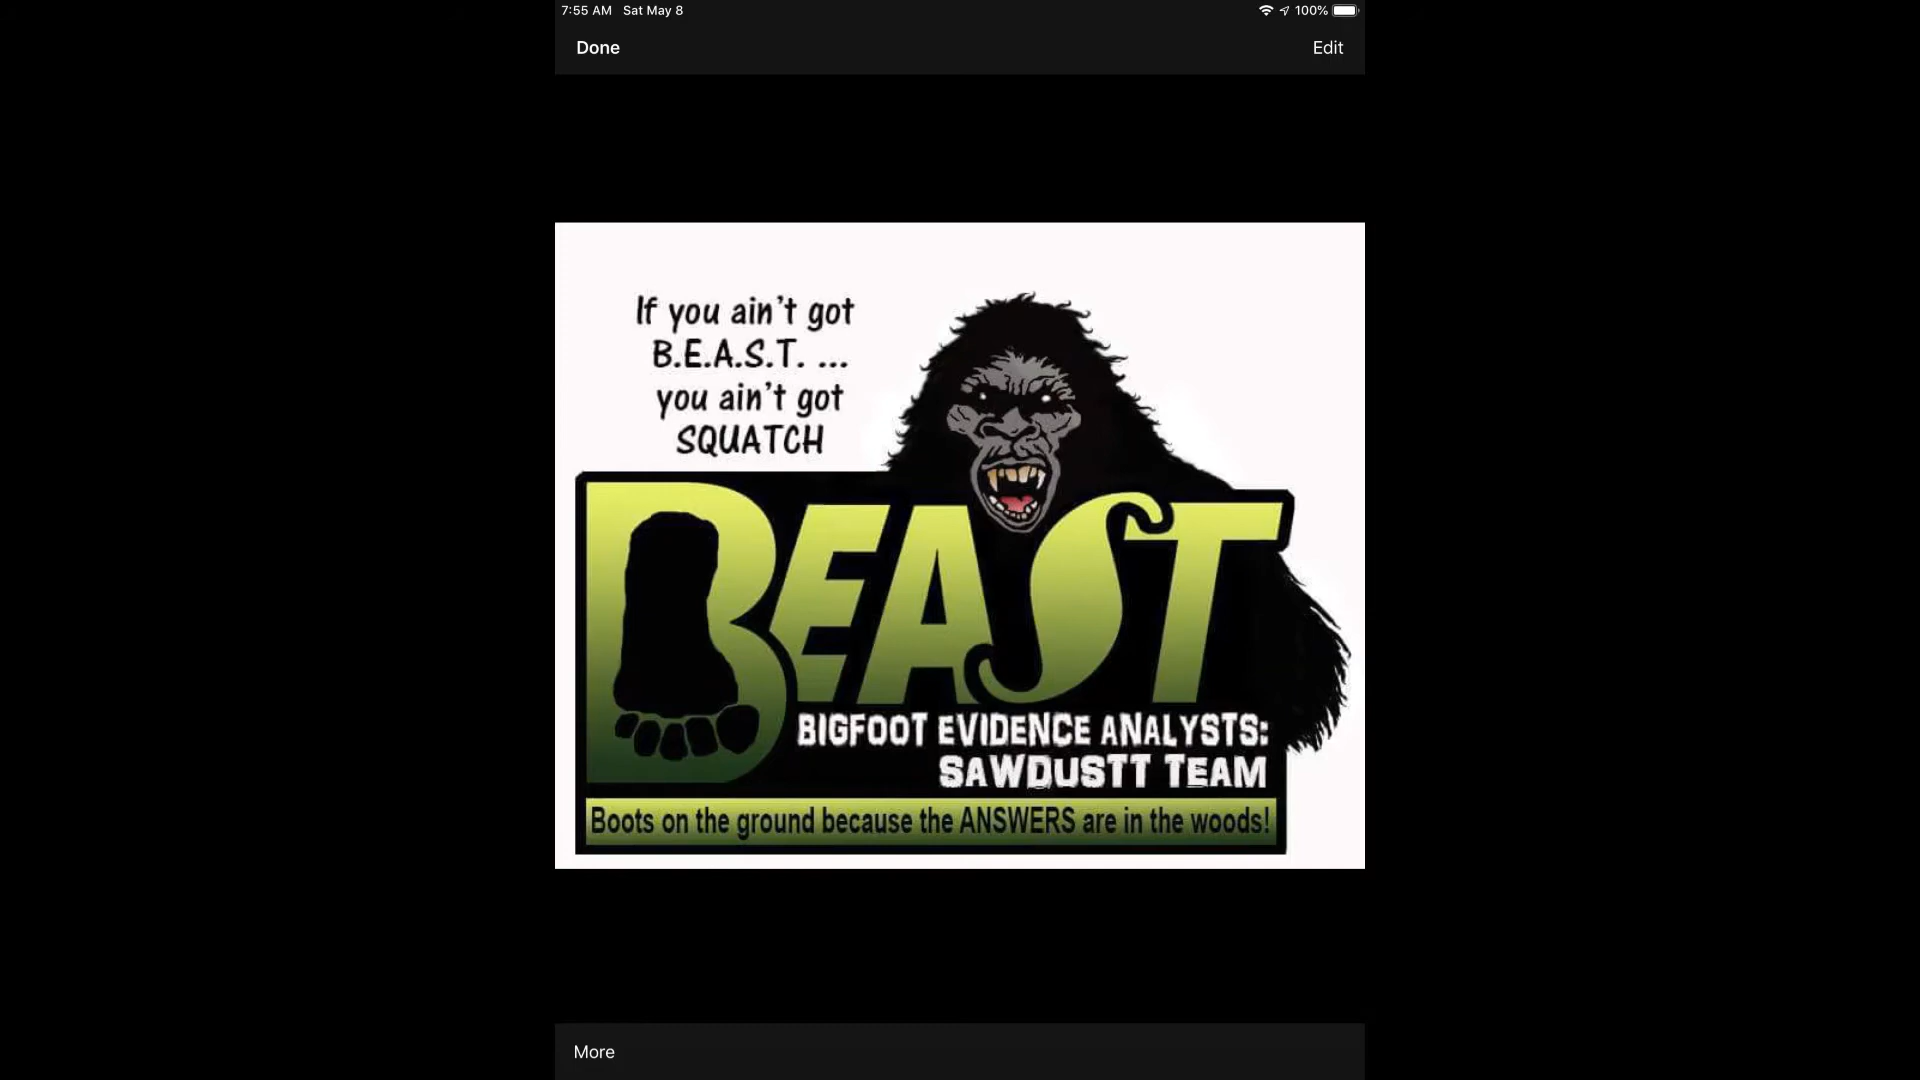 7:55 AM Sat May 8 100%
Done Edit
If you ain't got
B.E.A.S.T. ...
you ain't got
SQUATCH
BEAST
BIGFOOT EVIDENCE ANALYSTS:
SAWDUSTT TEAM
Boots on the ground because the ANSWERS are in the woods!
More